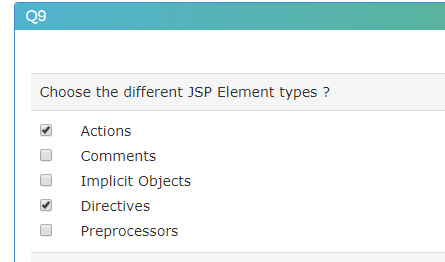 Q9
Choose the different JSP Element types ?
Actions
Comments
Implicit Objects
Directives
Preprocessors